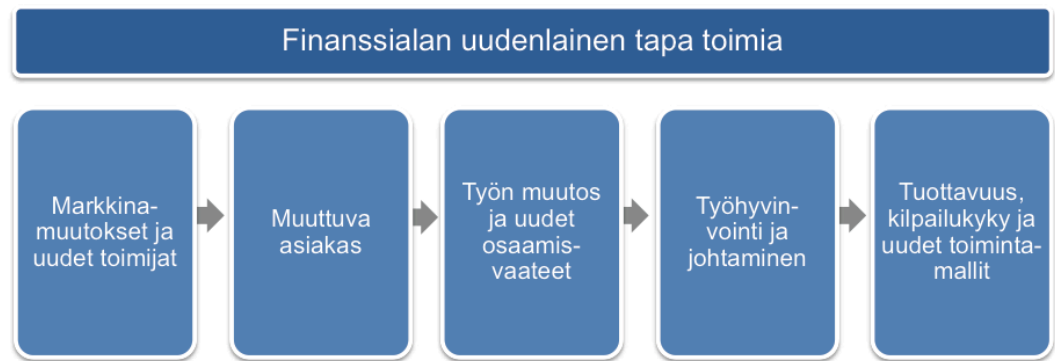 Finanssialan uudenlainen tapa toimia
Markkina-
muutokset ja
uudet toimijat
Muuttuva
asiakas
Työn muutos
ja uudet
osaamis-
vaateet
Työhyvin-
vointi ja
johtaminen
Tuottavuus,
kilpailukyky ja
uudet toiminta-
mallit